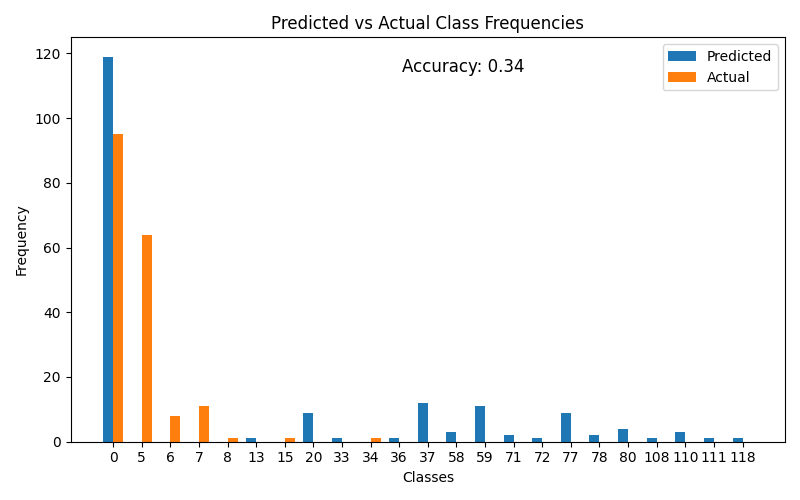 Predicted vs Actual Class Frequencies
Accuracy: 0.34
Predicted
Actual
Frequency
120
100
80
60
40
20
0
0 5 6 7 8 13 15 20 33 34 36 37 58 59 71 72 77 78 80 108 110 111 118
Classes